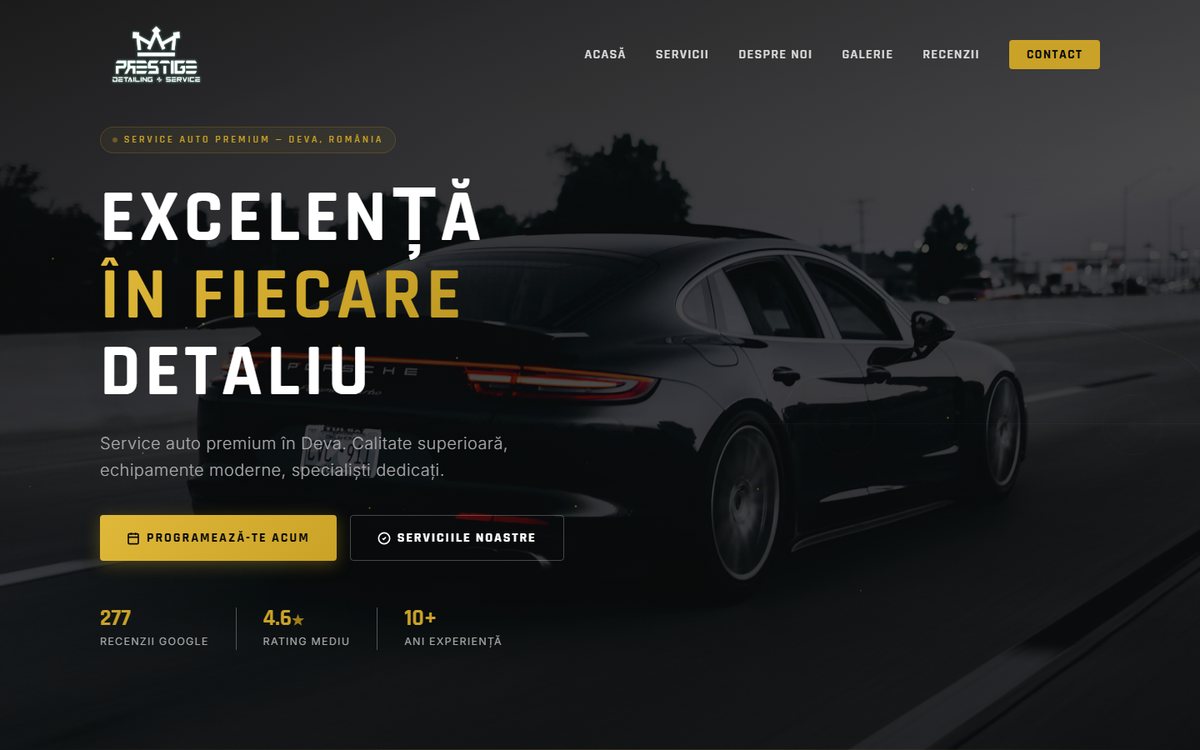 PRESTIGE
DETAILING & SERVICE
ACASĂ SERVICII DESPRE NOI GALERIE RECENZII CONTACT
SERVICE AUTO PREMIUM – DEVA, ROMÂNIA
EXCELENȚĂ
ÎN FIECARE
DETALIU
PORSCHE
Service auto premium în Deva. Calitate superioară,
echipamente moderne, specialiști dedicați.
PROGRAMEAZĂ-TE ACUM SERVICIILE NOASTRE
277 4.6★ 10+
RECENZII GOOGLE RATING MEDIU ANI EXPERIENȚĂ